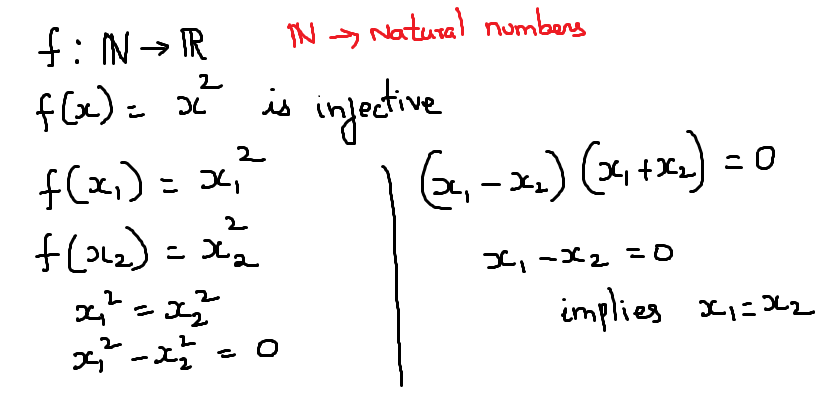 f : ℕ → ℝ
ℕ → Natural numbers
f(x) = x² is injective
f(x₁) = x₁²
f(x₂) = x₂²
x₁² = x₂²
x₁² - x₂² = 0
(x₁ - x₂) (x₁ + x₂) = 0
x₁ - x₂ = 0
implies x₁ = x₂